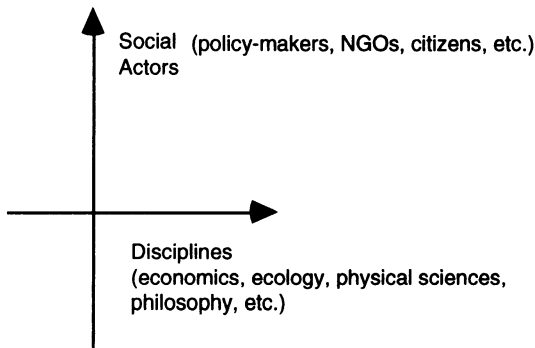 Social (policy-makers, NGOs, citizens, etc.)
Actors
Disciplines
(economics, ecology, physical sciences,
philosophy, etc.)